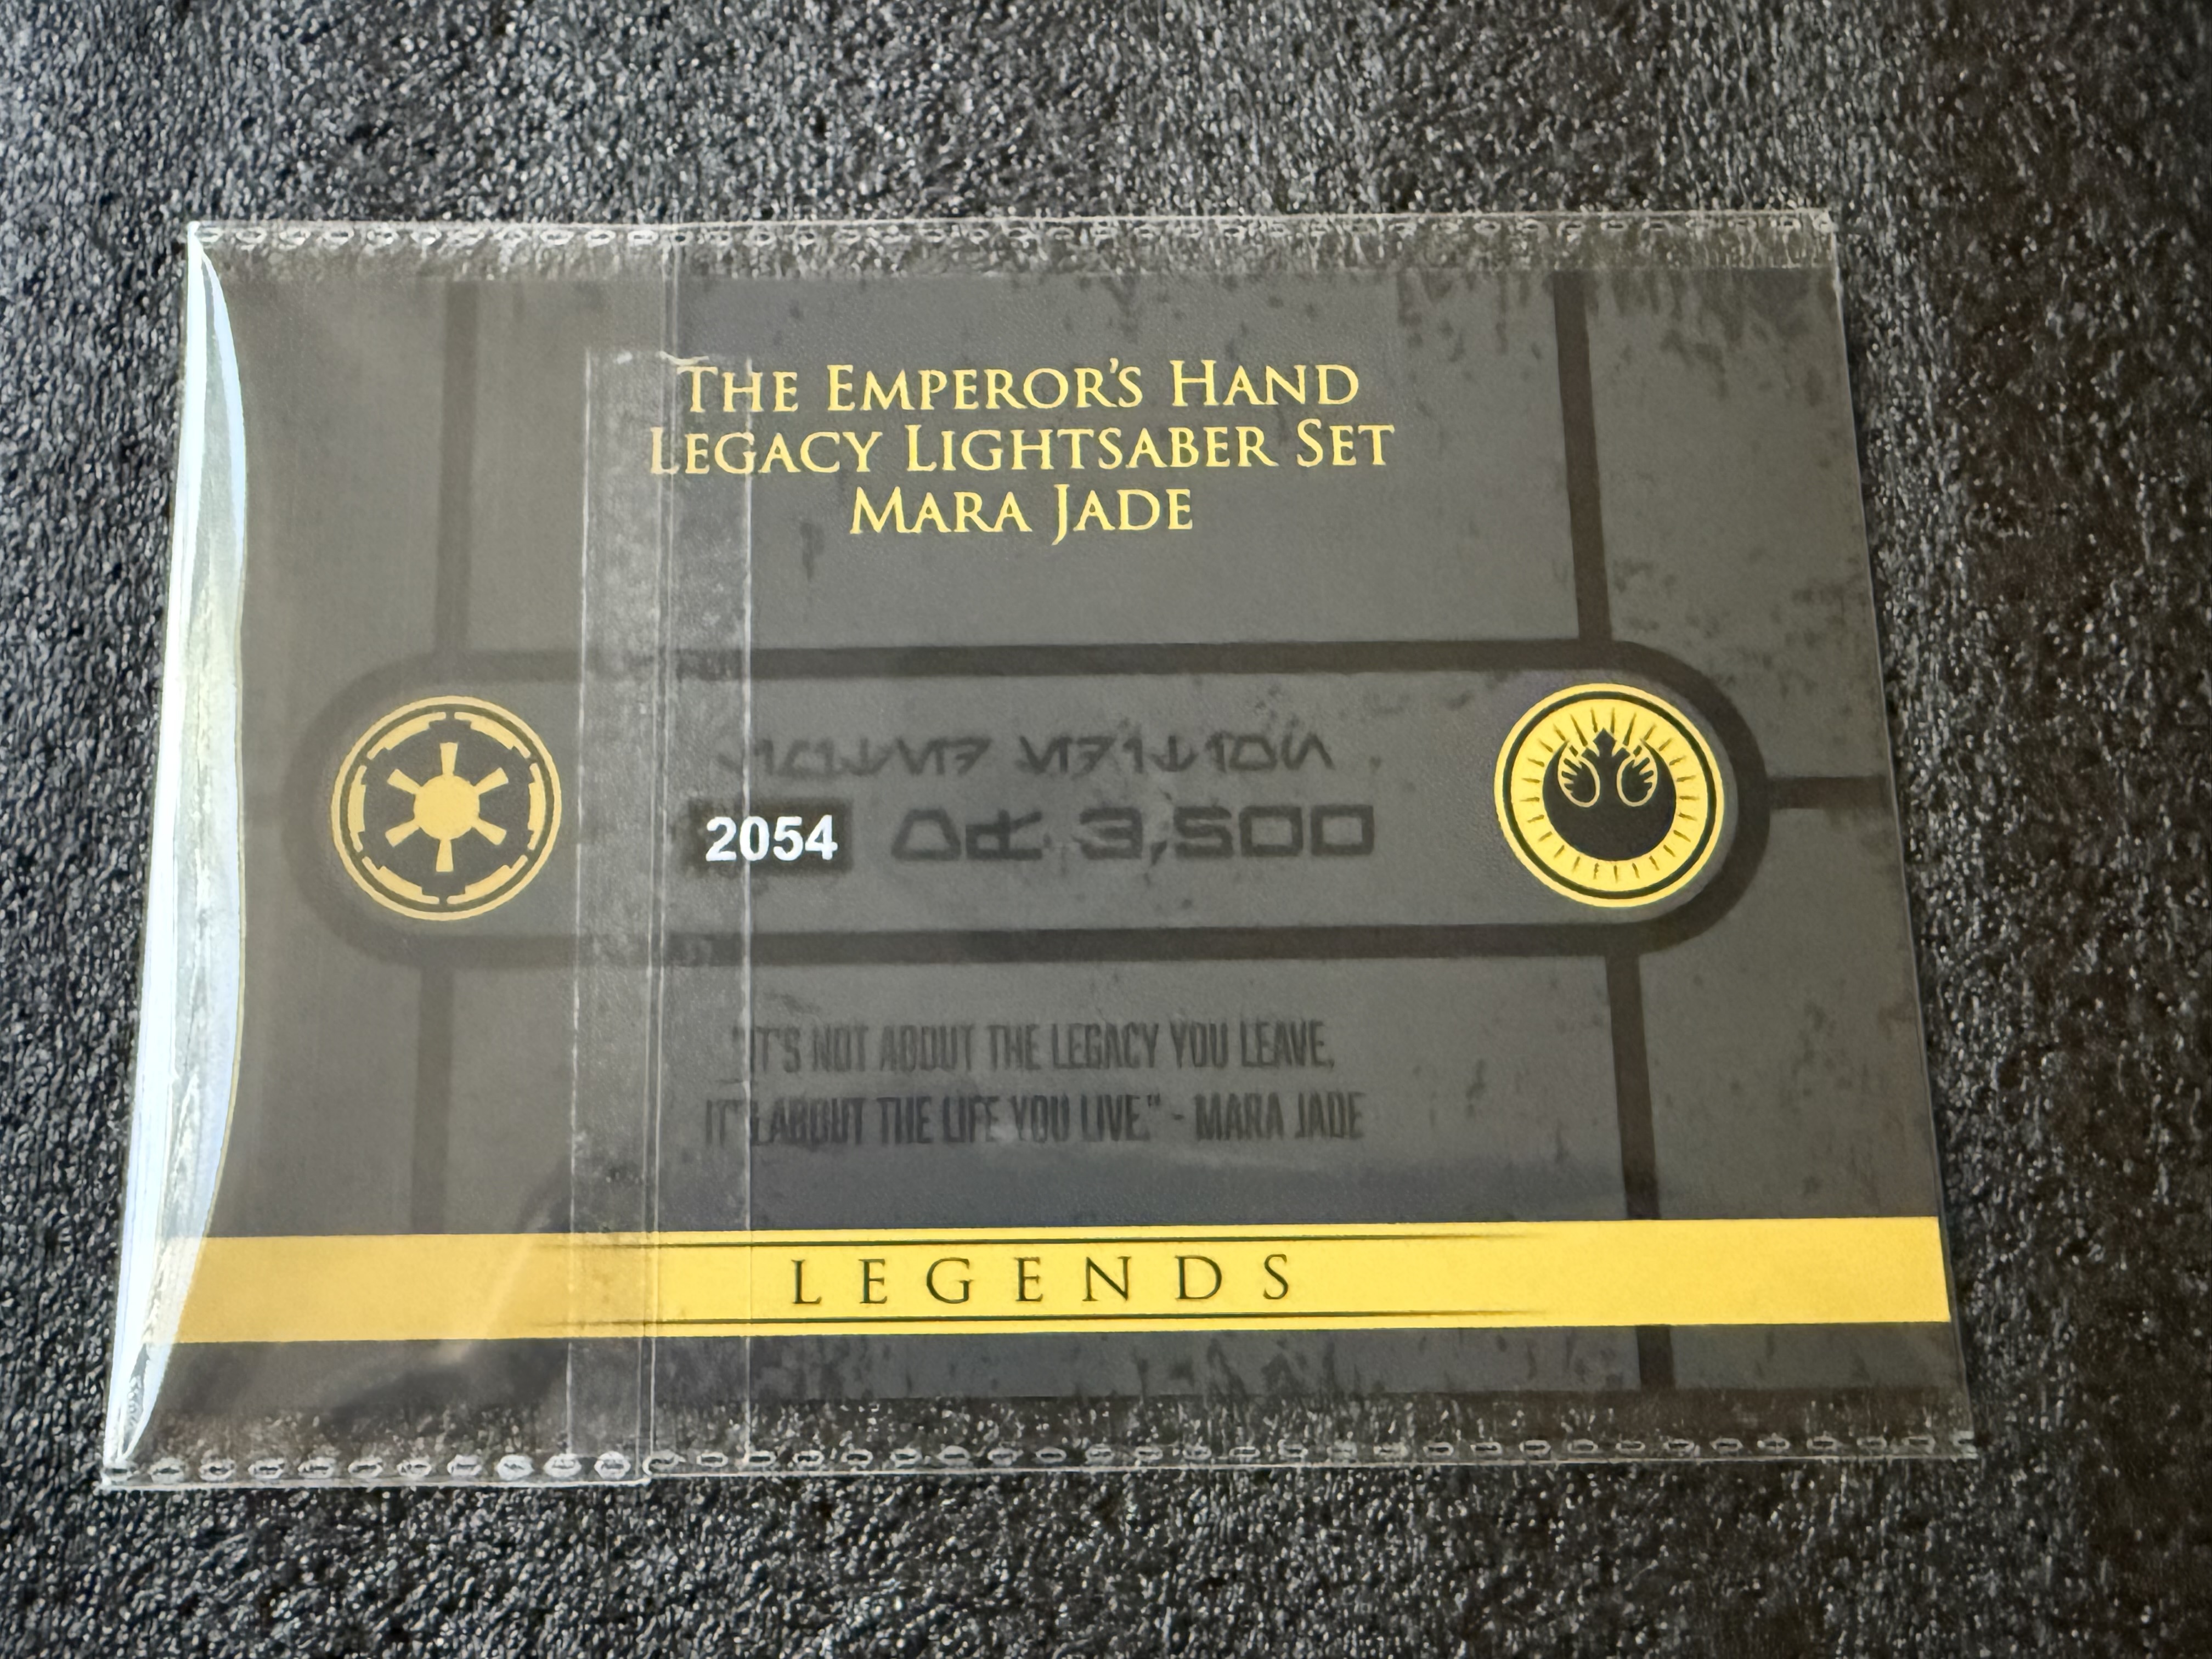 The Emperor's Hand
Legacy Lightsaber Set
Mara Jade
2054 OF 3,500
"IT'S NOT ABOUT THE LEGACY YOU LEAVE,
IT'S ABOUT THE LIFE YOU LIVE." - MARA JADE
LEGENDS